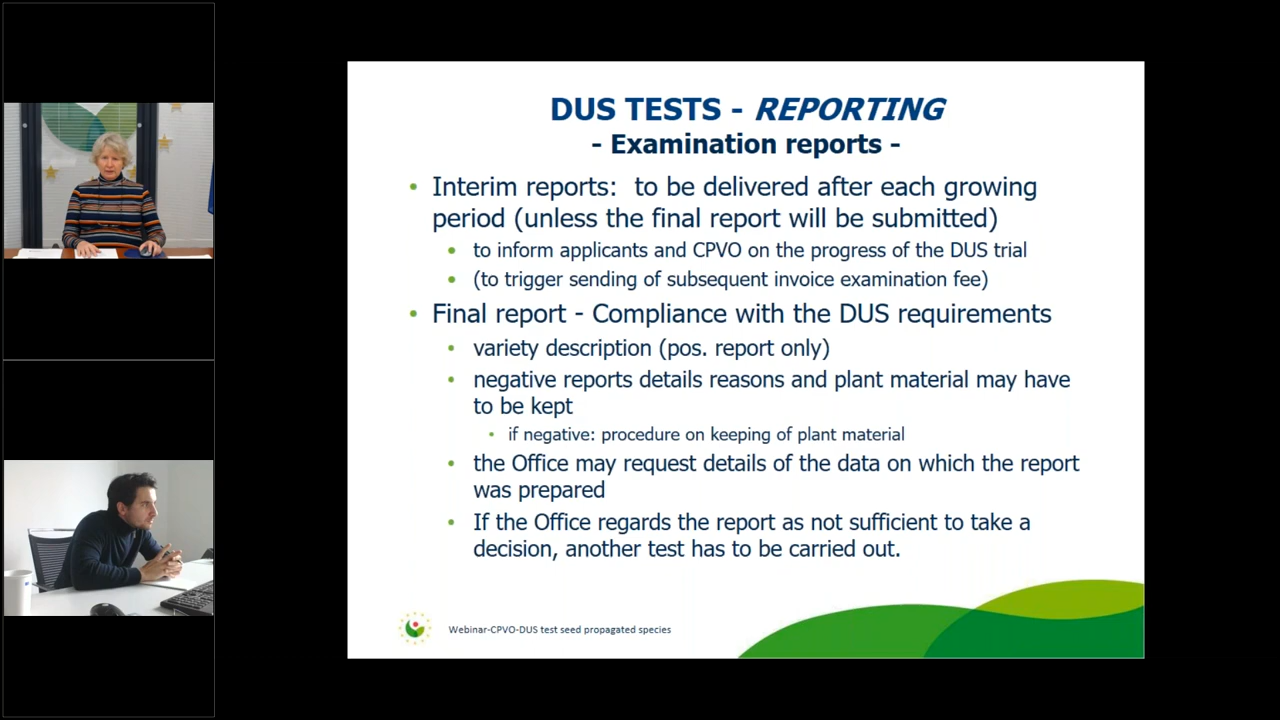 DUS TESTS - REPORTING
- Examination reports -
• Interim reports: to be delivered after each growing
period (unless the final report will be submitted)
• to inform applicants and CPVO on the progress of the DUS trial
• (to trigger sending of subsequent invoice examination fee)
• Final report - Compliance with the DUS requirements
• variety description (pos. report only)
• negative reports details reasons and plant material may have
to be kept
• if negative: procedure on keeping of plant material
• the Office may request details of the data on which the report
was prepared
• If the Office regards the report as not sufficient to take a
decision, another test has to be carried out.
Webinar-CPVO-DUS test seed propagated species